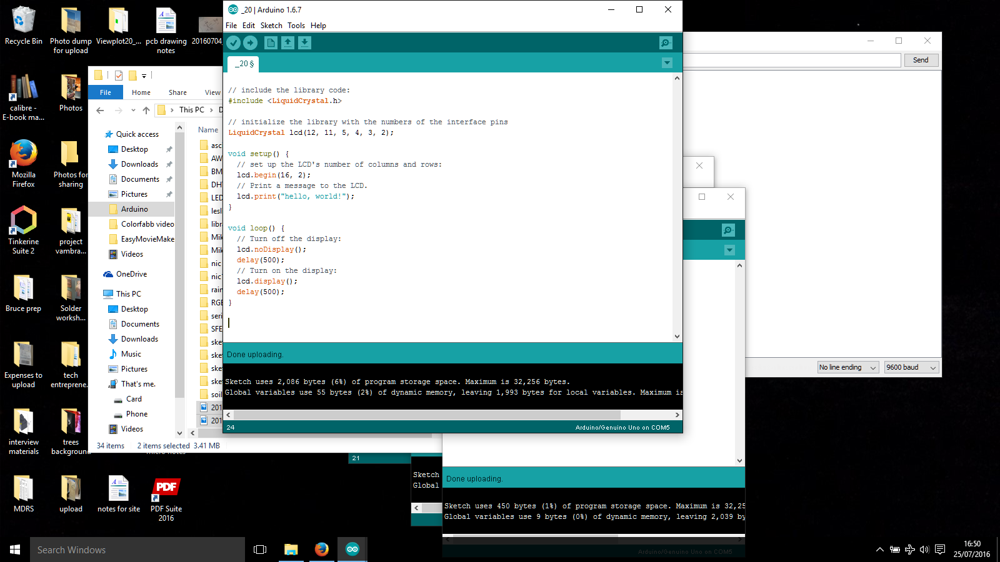 Recycle Bin
Photo dump
for upload
Viewplot20_...
pcb drawing
notes
20160704_
calibre -
E-book ma...
Photos
Mozilla
Firefox
Photos for
sharing
Tinkerine
Suite 2
project
vambra...
Bruce prep
Solder
worksh...
Expenses to
upload
tech
entreprene...
interview
materials
trees
background
MDRS
upload
notes for site
PDF
PDF Suite
2016
File
Home
Share
View
This PC
D
Name
Quick access
Desktop
Downloads
Documents
Pictures
Arduino
Colorfabb video
EasyMovieMake
Videos
OneDrive
This PC
Desktop
Documents
Downloads
Music
Pictures
That's me.
Card
Phone
Videos
asc
AW
BM
DH
LED
lesl
libra
Mik
Mik
nic
nic
rain
RGB
seri
SFE
ske
ske
ske
ske
soil
201
201
34 items
2 items selected 3.41 MB
_20 | Arduino 1.6.7
File Edit Sketch Tools Help
_20 §
// include the library code:
#include <LiquidCrystal.h>
// initialize the library with the numbers of the interface pins
LiquidCrystal lcd(12, 11, 5, 4, 3, 2);
void setup() {
// set up the LCD's number of columns and rows:
lcd.begin(16, 2);
// Print a message to the LCD.
lcd.print("hello, world!");
}
void loop() {
// Turn off the display:
lcd.noDisplay();
delay(500);
// Turn on the display:
lcd.display();
delay(500);
}
Done uploading.
Sketch uses 2,086 bytes (6%) of program storage space. Maximum is 32,256 bytes.
Global variables use 55 bytes (2%) of dynamic memory, leaving 1,993 bytes for local variables. Maximum is
24
Arduino/Genuino Uno on COM5
Send
No line ending
9600 baud
21
Sketch
Global
Done uploading.
Sketch uses 450 bytes (1%) of program storage space. Maximum is 32,25
Global variables use 9 bytes (0%) of dynamic memory, leaving 2,039 by
Arduino/Genuino Uno on COM5
Search Windows
16:50
25/07/2016